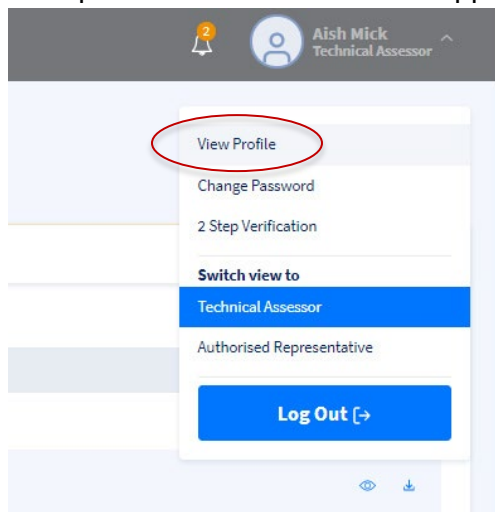 2
Aish Mick
Technical Assessor
View Profile
Change Password
2 Step Verification
Switch view to
Technical Assessor
Authorised Representative
Log Out